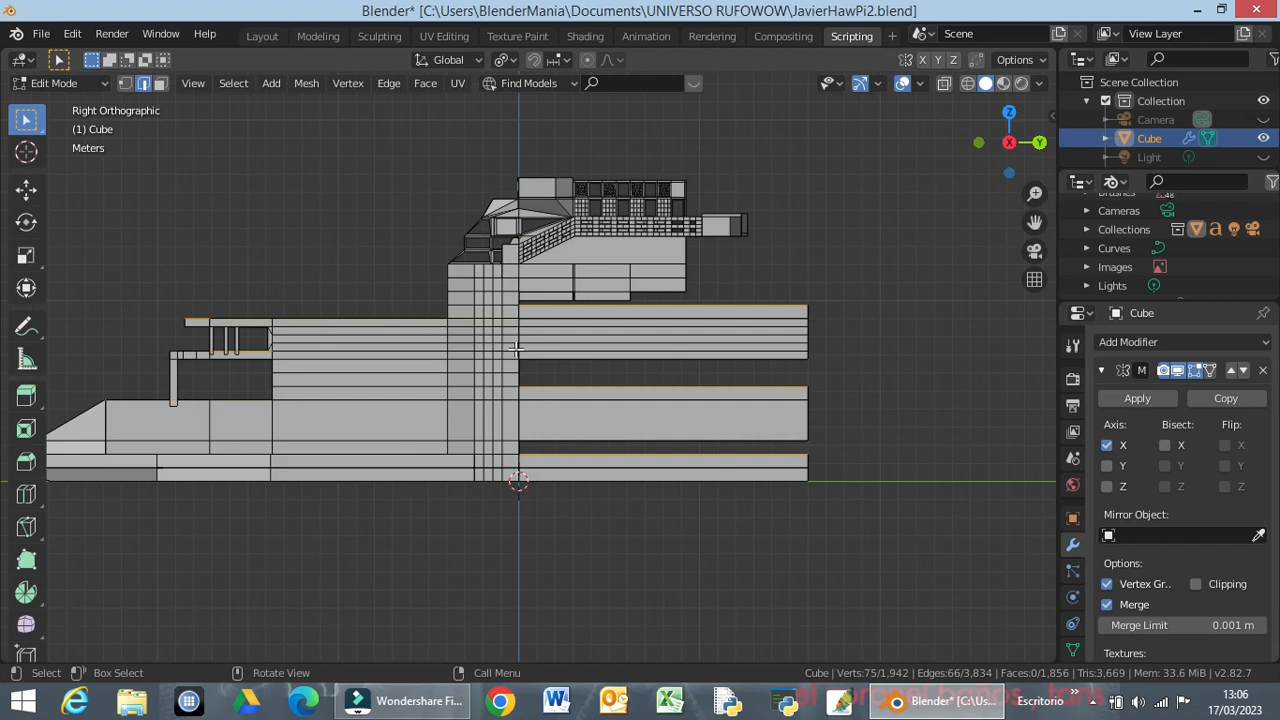 Blender* [C:\Users\BlenderMania\Documents\UNIVERSO RUFOWOW\JavierHawPi2.blend]
File Edit Render Window Help Layout Modeling Sculpting UV Editing Texture Paint Shading Animation Rendering Compositing Scripting + Scene View Layer
Global X Y Z Options
Edit Mode View Select Add Mesh Vertex Edge Face UV Find Modes
Right Orthographic
(1) Cube
Meters
Z
X
Y
Scene Collection
Collection
Camera
Cube
Light
48
Cameras
Collections
Curves
Images
Lights
Cube
Add Modifier
M
Apply Copy
Axis: Bisect: Flip:
X X X
Y Y Y
Z Z Z
Mirror Object:
Options:
Vertex Gr.. Clipping
Merge
Merge Limit 0.001 m
Textures:
Select Box Select Rotate View Call Menu Cube | Verts:75/1,942 | Edges:66/3,834 | Faces:0/1,856 | Tris:3,669 | Mem: 33.6 MiB | v2.82.7
Wondershare Fi... Blender* [C:\Us... Escritorio
13:06
17/03/2023